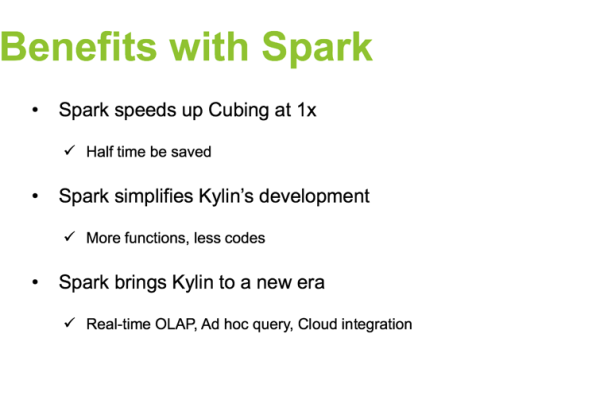 Benefits with Spark
• Spark speeds up Cubing at 1x
✓ Half time be saved
• Spark simplifies Kylin's development
✓ More functions, less codes
• Spark brings Kylin to a new era
✓ Real-time OLAP, Ad hoc query, Cloud integration